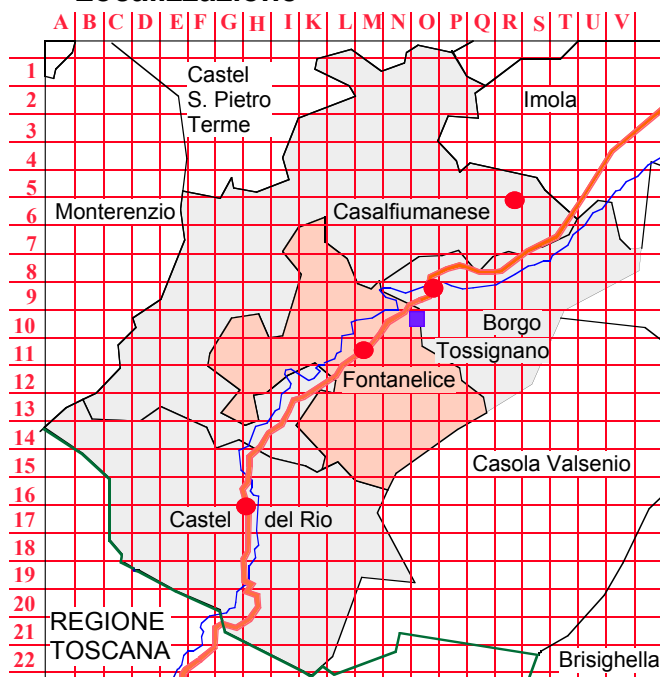 Localizzazione
A B C D E F G H I K L M N O P Q R S T U V
1
Castel
2
S. Pietro
Imola
3
Terme
4
5
6
Monterenzio
Casalfiumanese
7
8
9
10
Borgo
11
Tossignano
12
Fontanelice
13
14
15
Casola Valsenio
16
17
Castel del Rio
18
19
20
REGIONE
21
TOSCANA
22
Brisighella